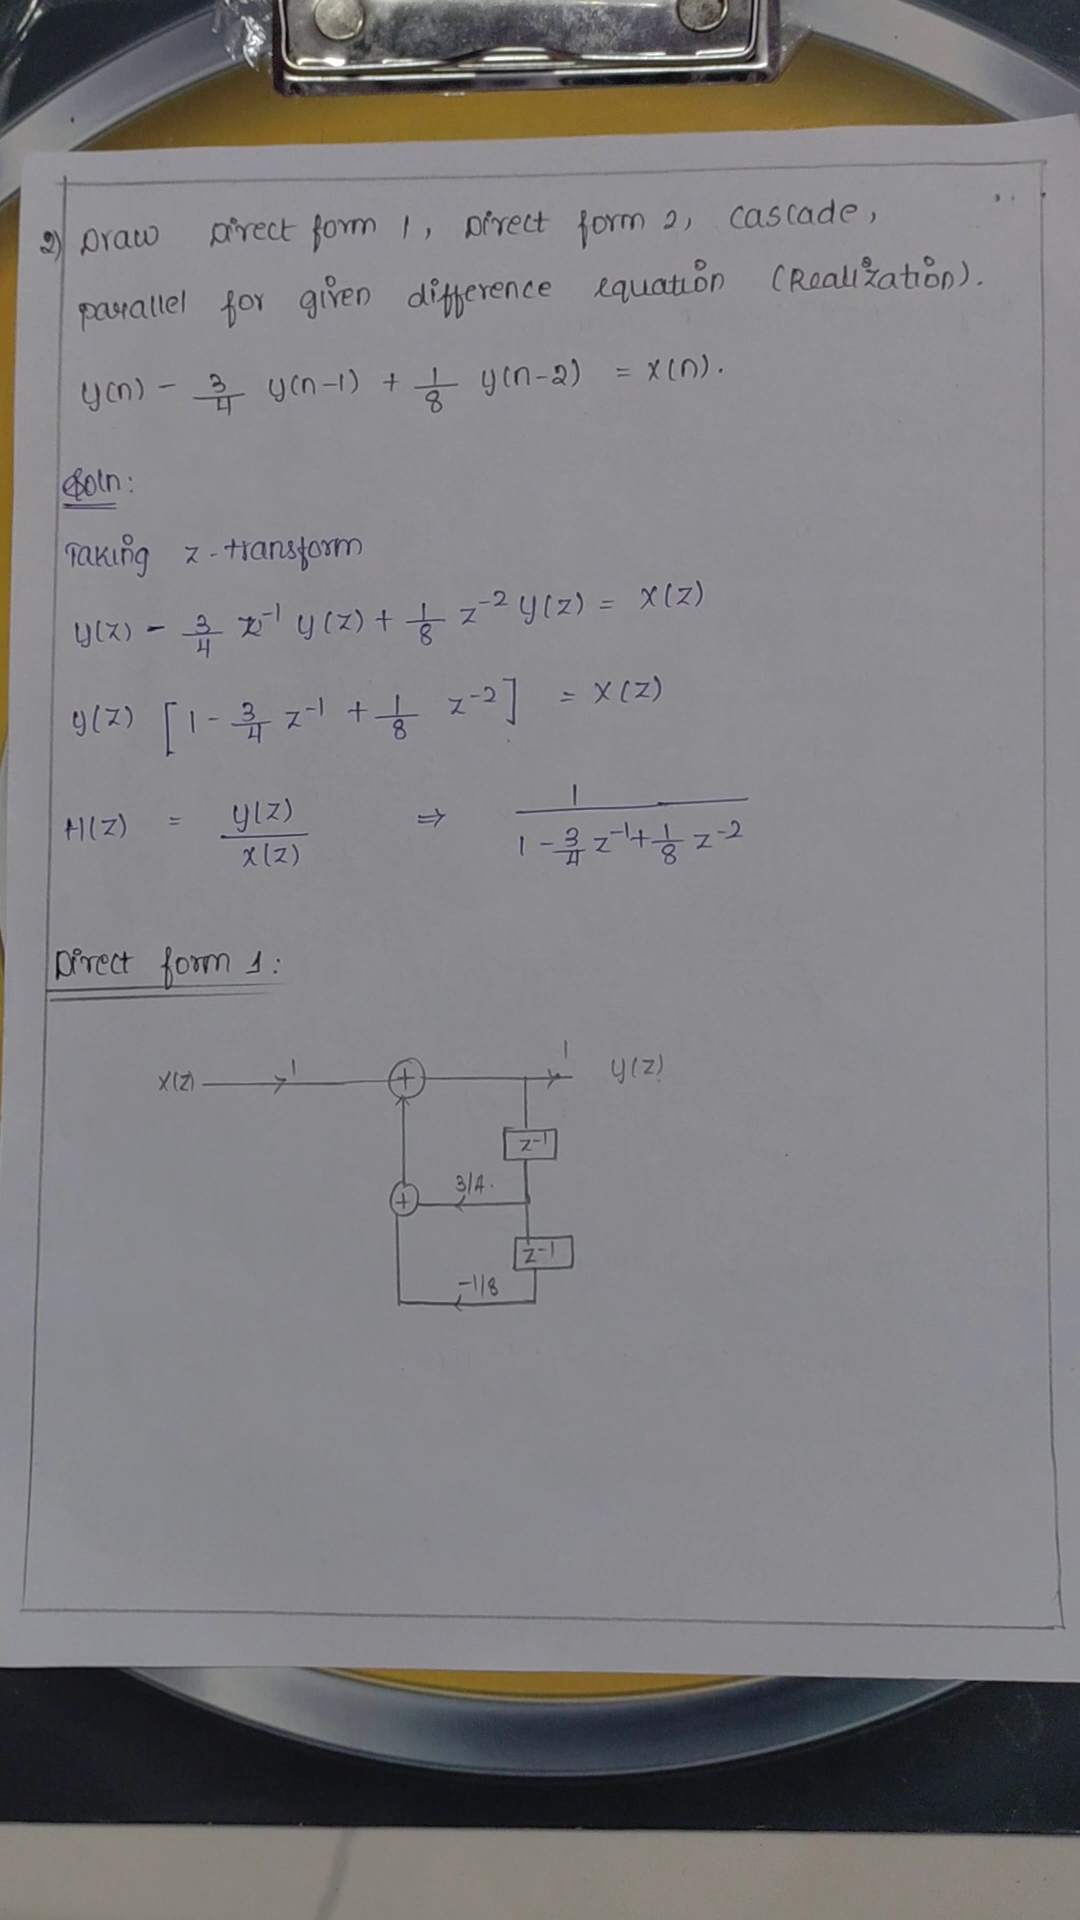 2) Draw Direct form 1, Direct form 2, cascade,
parallel for given difference equation (Realization).
y(n) - 3/4 y(n-1) + 1/8 y(n-2) = x(n).
Soln:
Taking z-transform
y(z) - 3/4 z⁻¹ y(z) + 1/8 z⁻² y(z) = x(z)
y(z) [1 - 3/4 z⁻¹ + 1/8 z⁻²] = x(z)
H(z) = y(z)/x(z) ⇒ 1/(1 - 3/4 z⁻¹ + 1/8 z⁻²)
Direct form 1:
x(z) 1 + 1 y(z)
z⁻¹
+ 3/4.
z⁻¹
-1/8